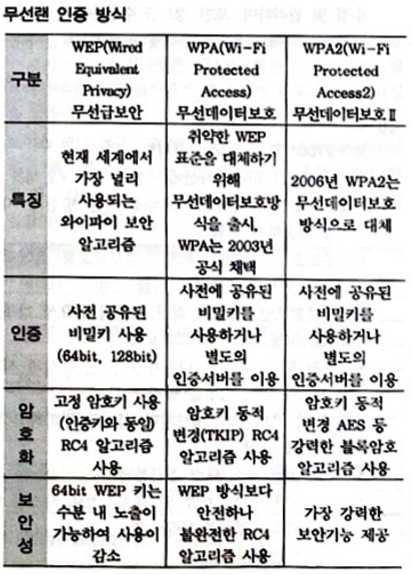 무선랜 인증 방식
구분
WEP(Wired
Equivalent
Privacy)
무선급보안
WPA(Wi-Fi
Protected
Access)
무선데이터보호
WPA2(Wi-Fi
Protected
Access2)
무선데이터보호Ⅱ
특징
현재 세계에서
가장 널리
사용되는
와이파이 보안
알고리즘
취약한 WEP
표준을 대체하기
위해
무선데이터보호방
식을 출시,
WPA는 2003년
공식 채택
2006년 WPA2는
무선데이터보호
방식으로 대체
인증
사전 공유된
비밀키 사용
(64bit, 128bit)
사전에 공유된
비밀키를
사용하거나
별도의
인증서버를 이용
사전에 공유된
비밀키를
사용하거나
별도의
인증서버를 이용
암
호
화
고정 암호키 사용
(인증키와 동일)
RC4 알고리즘
사용
암호키 동적
변경(TKIP) RC4
알고리즘 사용
암호키 동적
변경 AES 등
강력한 블록암호
알고리즘 사용
보
안
성
64bit WEP 키는
수분 내 노출이
가능하여 사용이
감소
WEP 방식보다
안전하나
불완전한 RC4
알고리즘 사용
가장 강력한
보안기능 제공